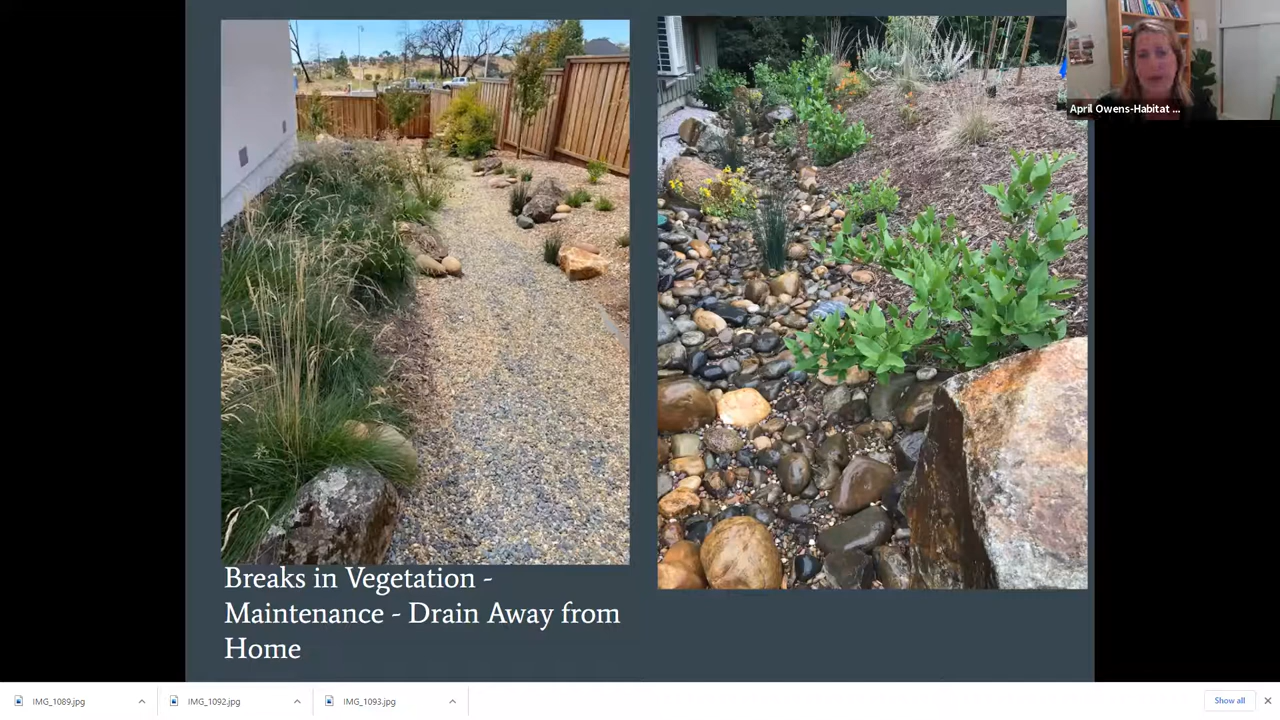 April Owens-Habitat ...
Breaks in Vegetation -
Maintenance - Drain Away from
Home
IMG_1089.jpg
IMG_1092.jpg
IMG_1093.jpg
Show all